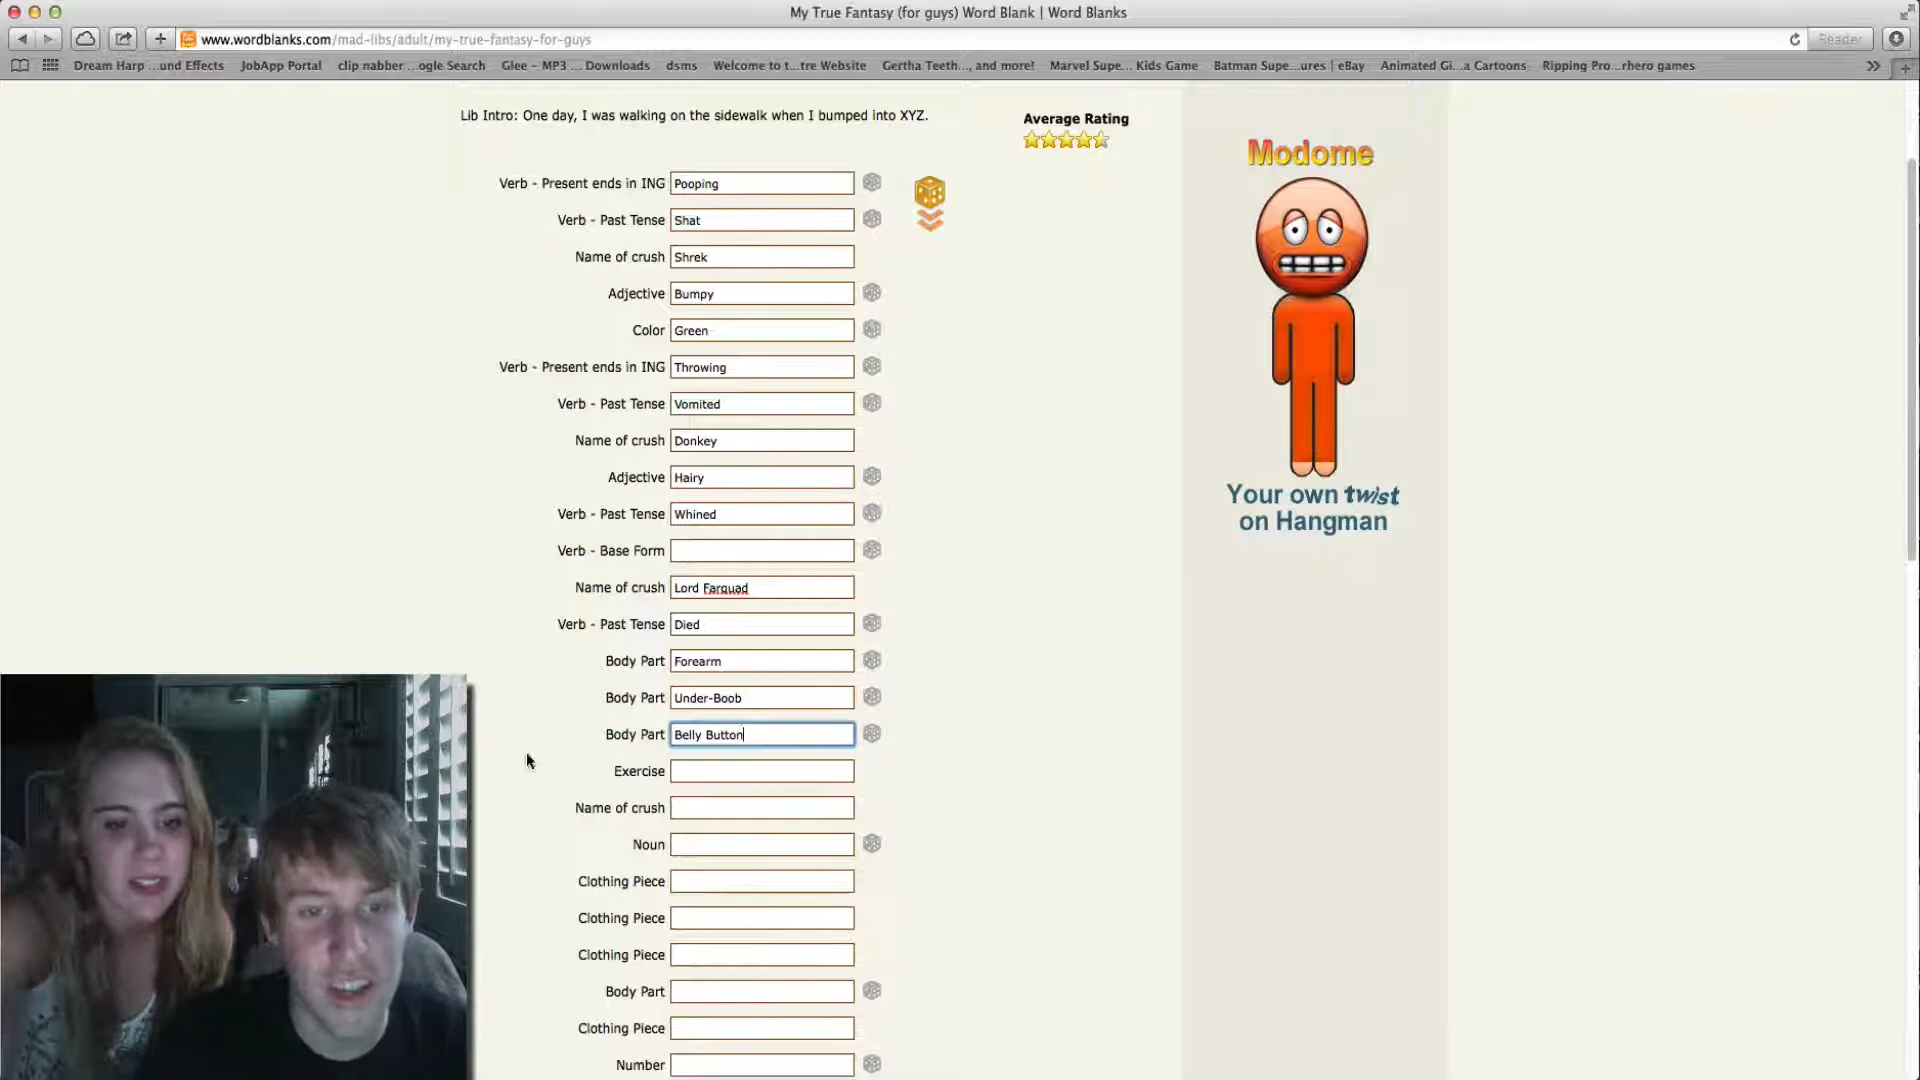 My True Fantasy (for guys) Word Blank | Word Blanks
www.wordblanks.com/mad-libs/adult/my-true-fantasy-for-guys
Reader
Dream Harp ...und Effects JobApp Portal clip nabber ...ogle Search Glee – MP3 ... Downloads dsms Welcome to t...tre Website Gertha Teeth..., and more! Marvel Supe... Kids Game Batman Supe...ures | eBay Animated Gi...a Cartoons Ripping Pro...rhero games
Lib Intro: One day, I was walking on the sidewalk when I bumped into XYZ.
Average Rating
Verb - Present ends in ING Pooping
Verb - Past Tense Shat
Name of crush Shrek
Adjective Bumpy
Color Green
Verb - Present ends in ING Throwing
Verb - Past Tense Vomited
Name of crush Donkey
Adjective Hairy
Verb - Past Tense Whined
Verb - Base Form
Name of crush Lord Farquad
Verb - Past Tense Died
Body Part Forearm
Body Part Under-Boob
Body Part Belly Button
Exercise
Name of crush
Noun
Clothing Piece
Clothing Piece
Clothing Piece
Body Part
Clothing Piece
Number
Modome
Your own twist
on Hangman